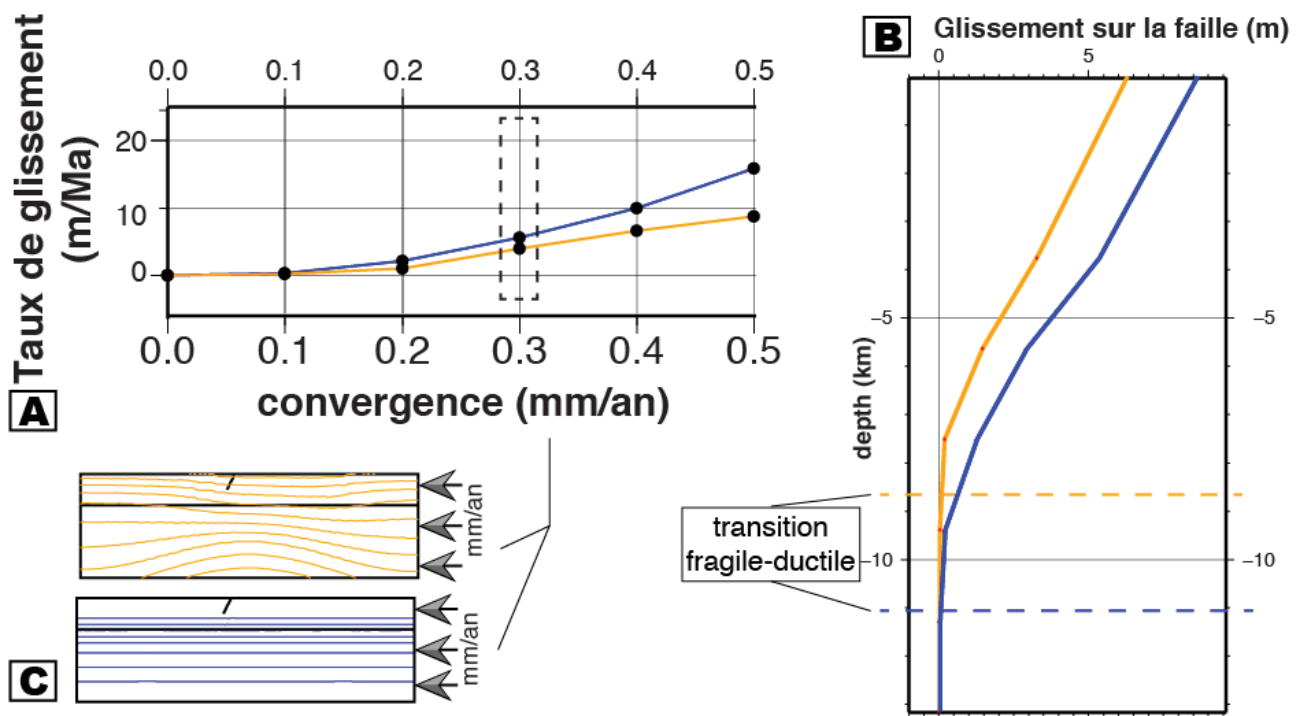 A
Taux de glissement
(m/Ma)
0.0 0.1 0.2 0.3 0.4 0.5
20
10
0
0.0 0.1 0.2 0.3 0.4 0.5
convergence (mm/an)
B
Glissement sur la faille (m)
0 5
−5 −5
depth (km)
−10 −10
transition
fragile-ductile
C
mm/an
mm/an